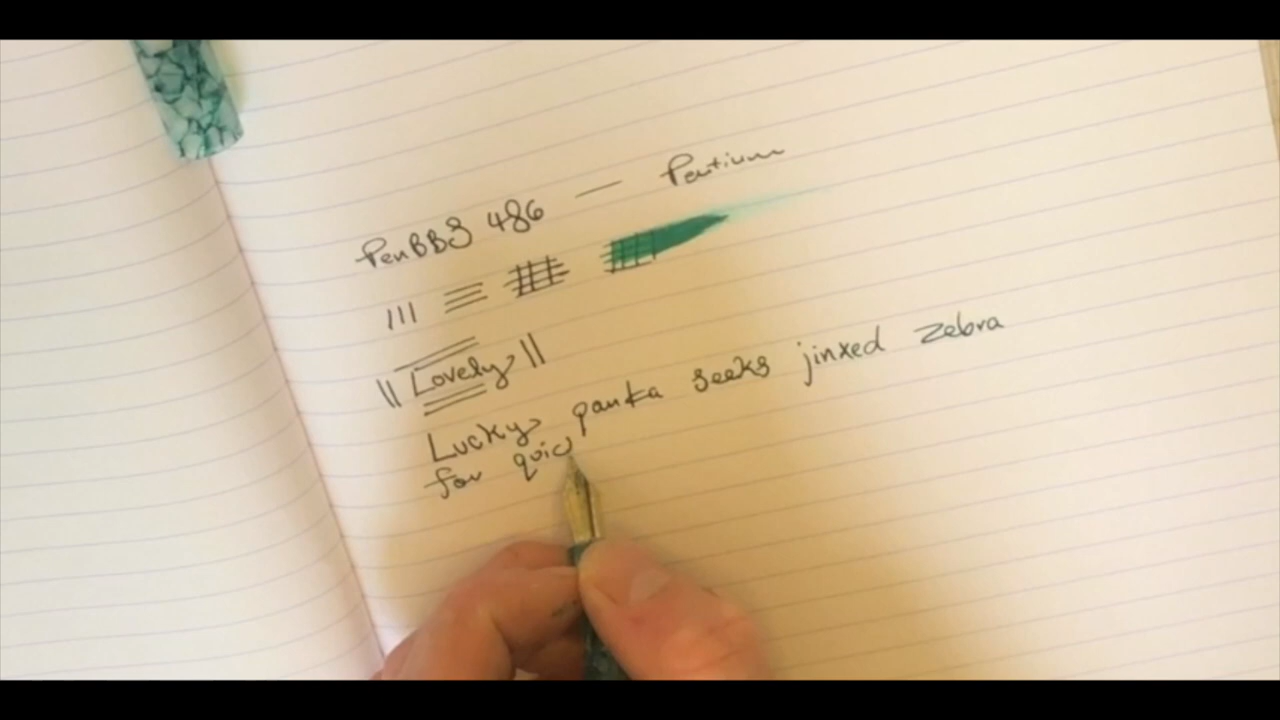 PenBBS 486 — Pentium
Lovely
Lucky panka seeks jinxed zebra
for quic